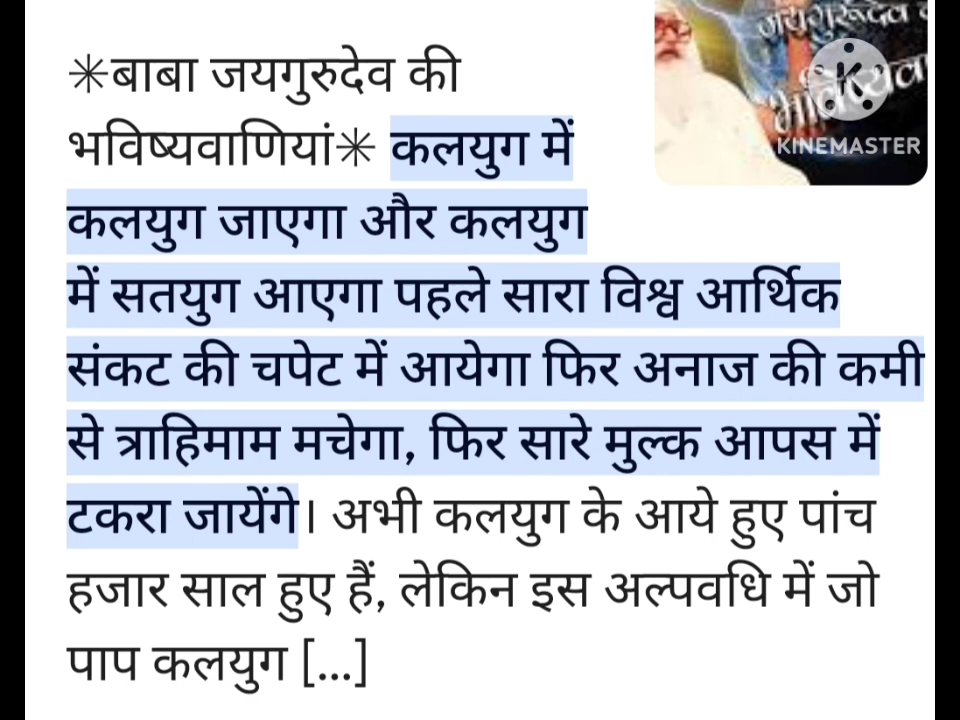 ✳बाबा जयगुरुदेव की
भविष्यवाणियां✳ कलयुग में
कलयुग जाएगा और कलयुग
में सतयुग आएगा पहले सारा विश्व आर्थिक
संकट की चपेट में आयेगा फिर अनाज की कमी
से त्राहिमाम मचेगा, फिर सारे मुल्क आपस में
टकरा जायेंगे। अभी कलयुग के आये हुए पांच
हजार साल हुए हैं, लेकिन इस अल्पवधि में जो
पाप कलयुग [...]
जयगुरूदेव
KINEMASTER